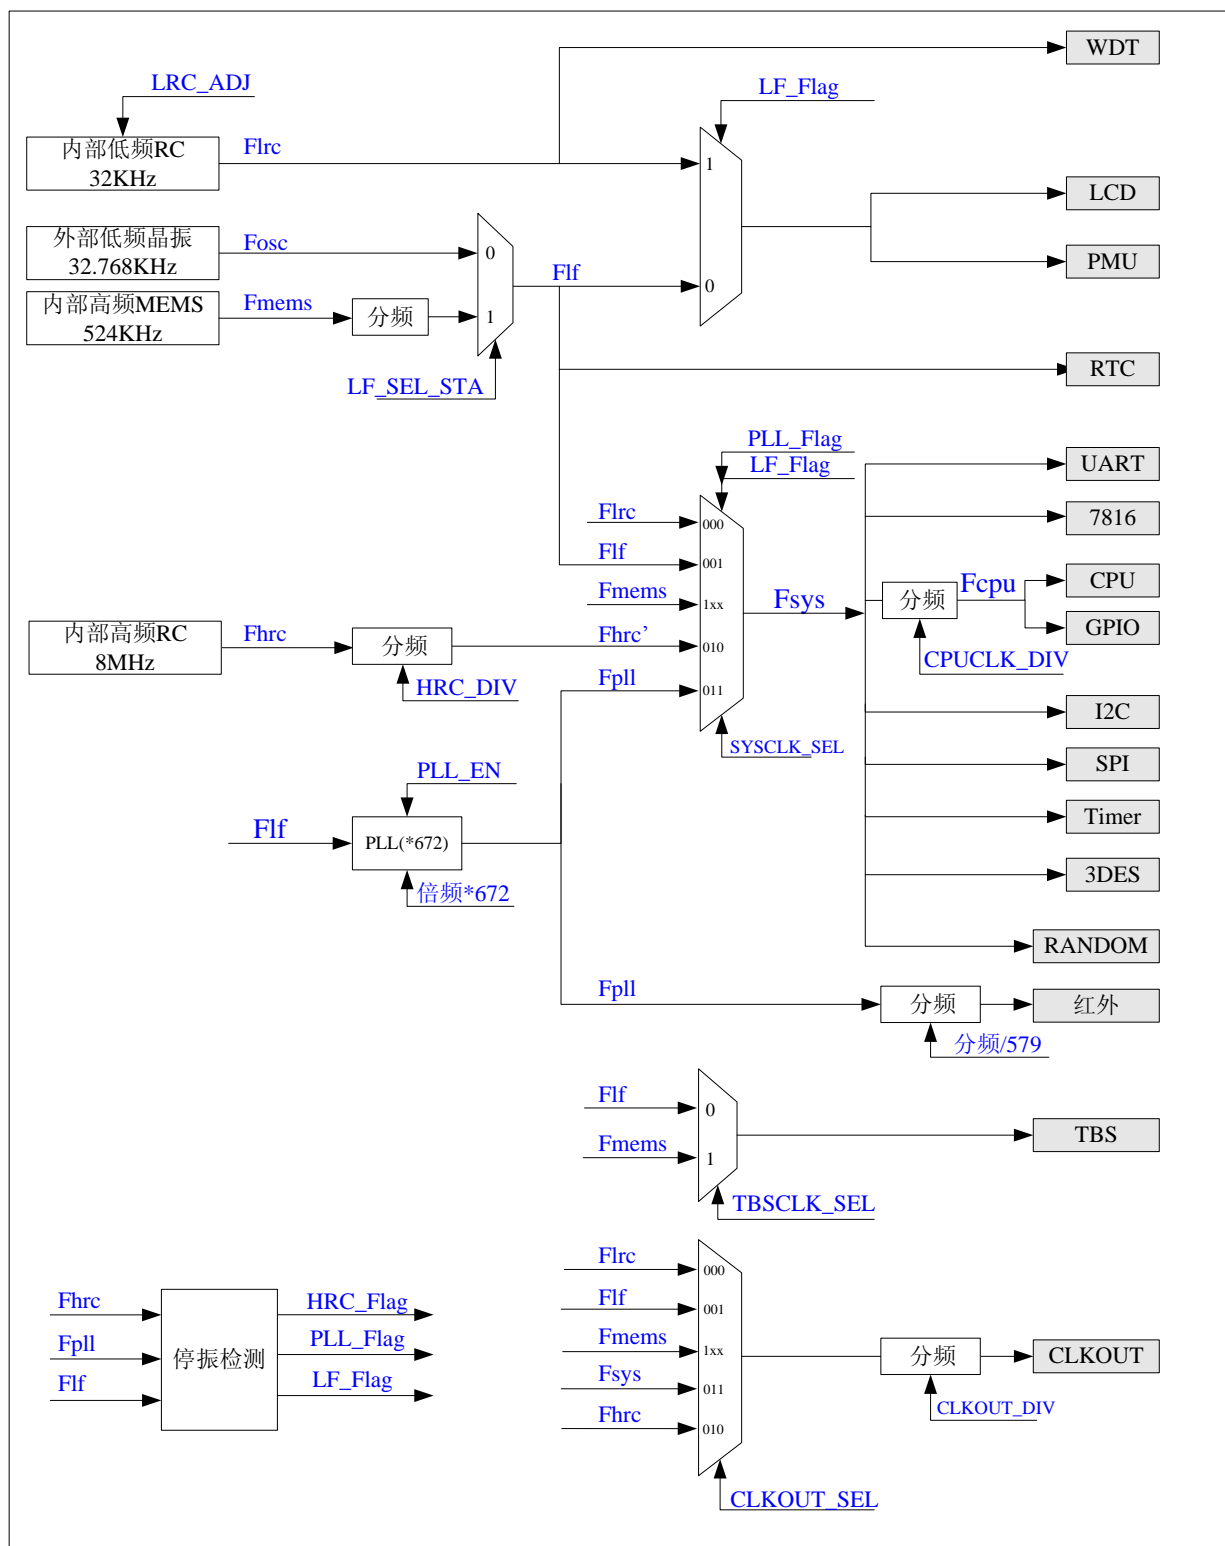 WDT
LRC_ADJ
LF_Flag
内部低频RC
32KHz
Flrc
1
LCD
外部低频晶振
32.768KHz
Fosc
0
Flf
0
PMU
内部高频MEMS
524KHz
Fmems
分频
1
LF_SEL_STA
RTC
PLL_Flag
LF_Flag
UART
Flrc
000
7816
Flf
001
Fmems
1xx
Fsys
分频
Fcpu
CPU
GPIO
CPUCLK_DIV
内部高频RC
8MHz
Fhrc
分频
Fhrc’
010
HRC_DIV
Fpll
011
SYSCLK_SEL
I2C
SPI
PLL_EN
Flf
PLL(*672)
倍频*672
Timer
3DES
RANDOM
Fpll
分频
红外
分频/579
Flf
0
Fmems
1
TBS
TBSCLK_SEL
Flrc
000
Flf
001
Fmems
1xx
Fsys
011
Fhrc
010
分频
CLKOUT
CLKOUT_DIV
CLKOUT_SEL
Fhrc
Fpll
Flf
停振检测
HRC_Flag
PLL_Flag
LF_Flag